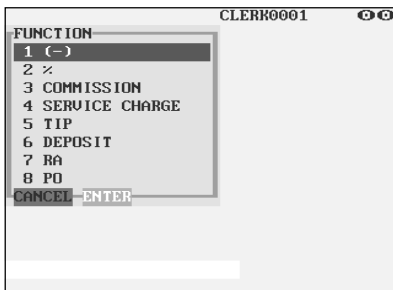 CLERK0001
FUNCTION
1 (-)
2 %
3 COMMISSION
4 SERVICE CHARGE
5 TIP
6 DEPOSIT
7 RA
8 PO
CANCEL ENTER